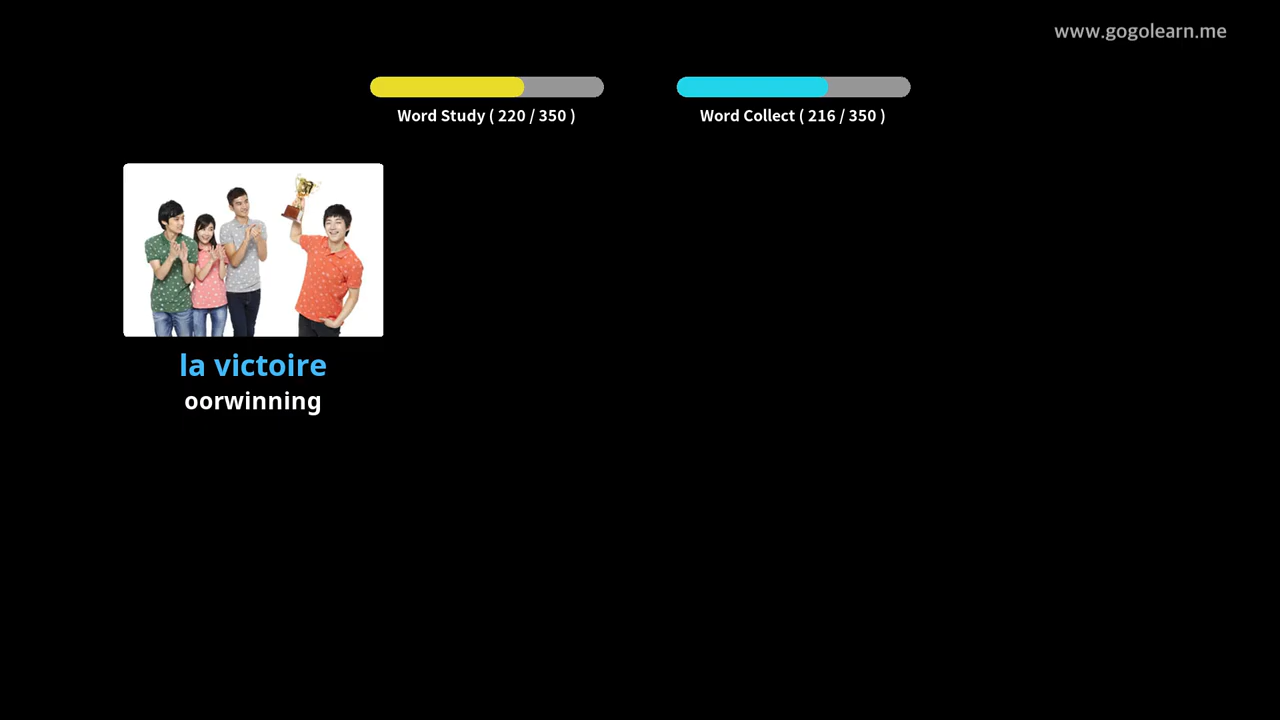 www.gogolearn.me
Word Study ( 220 / 350 )
Word Collect ( 216 / 350 )
la victoire
oorwinning